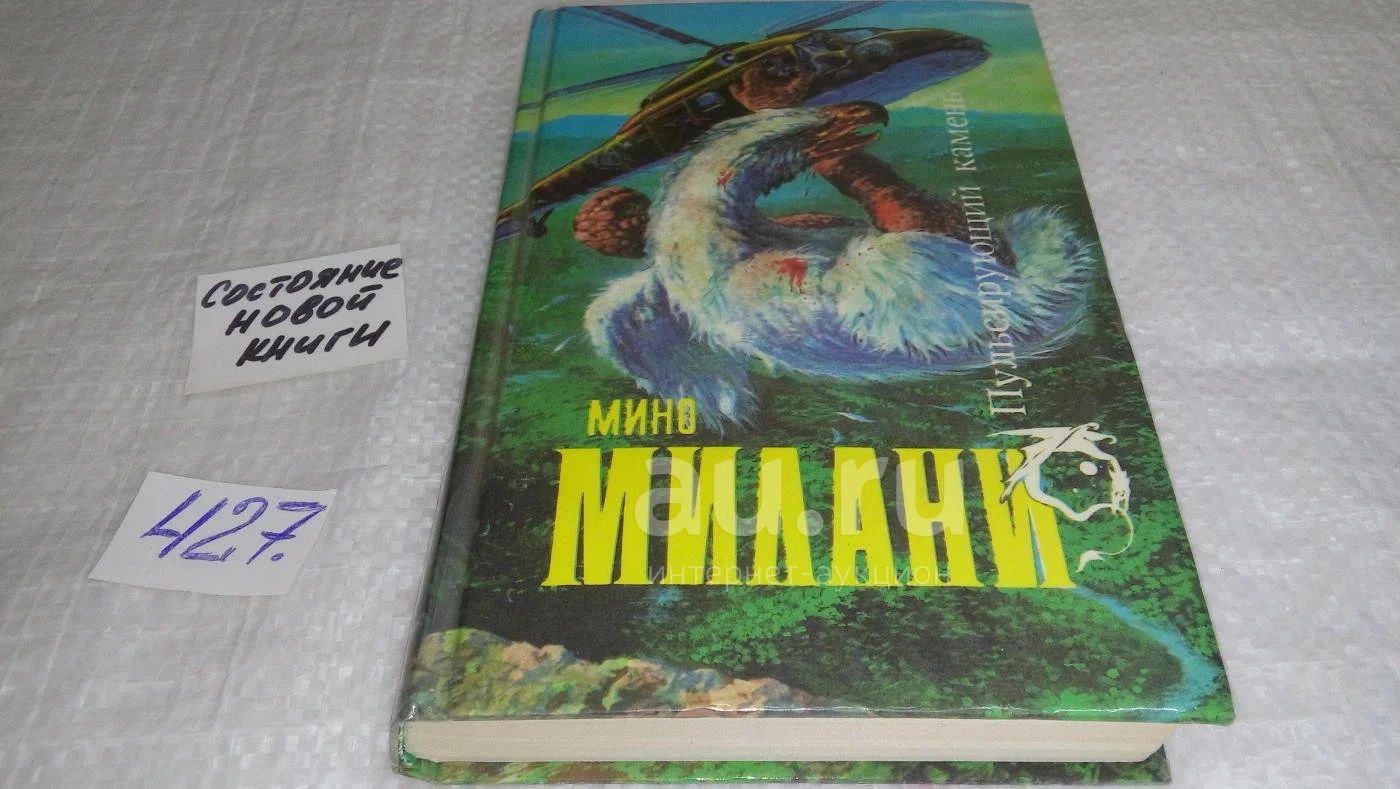 Состояние
новой
книги
427.
Пульсирующий камень
МИНО
МИЛАНИ
au.ru
интернет-аукцион